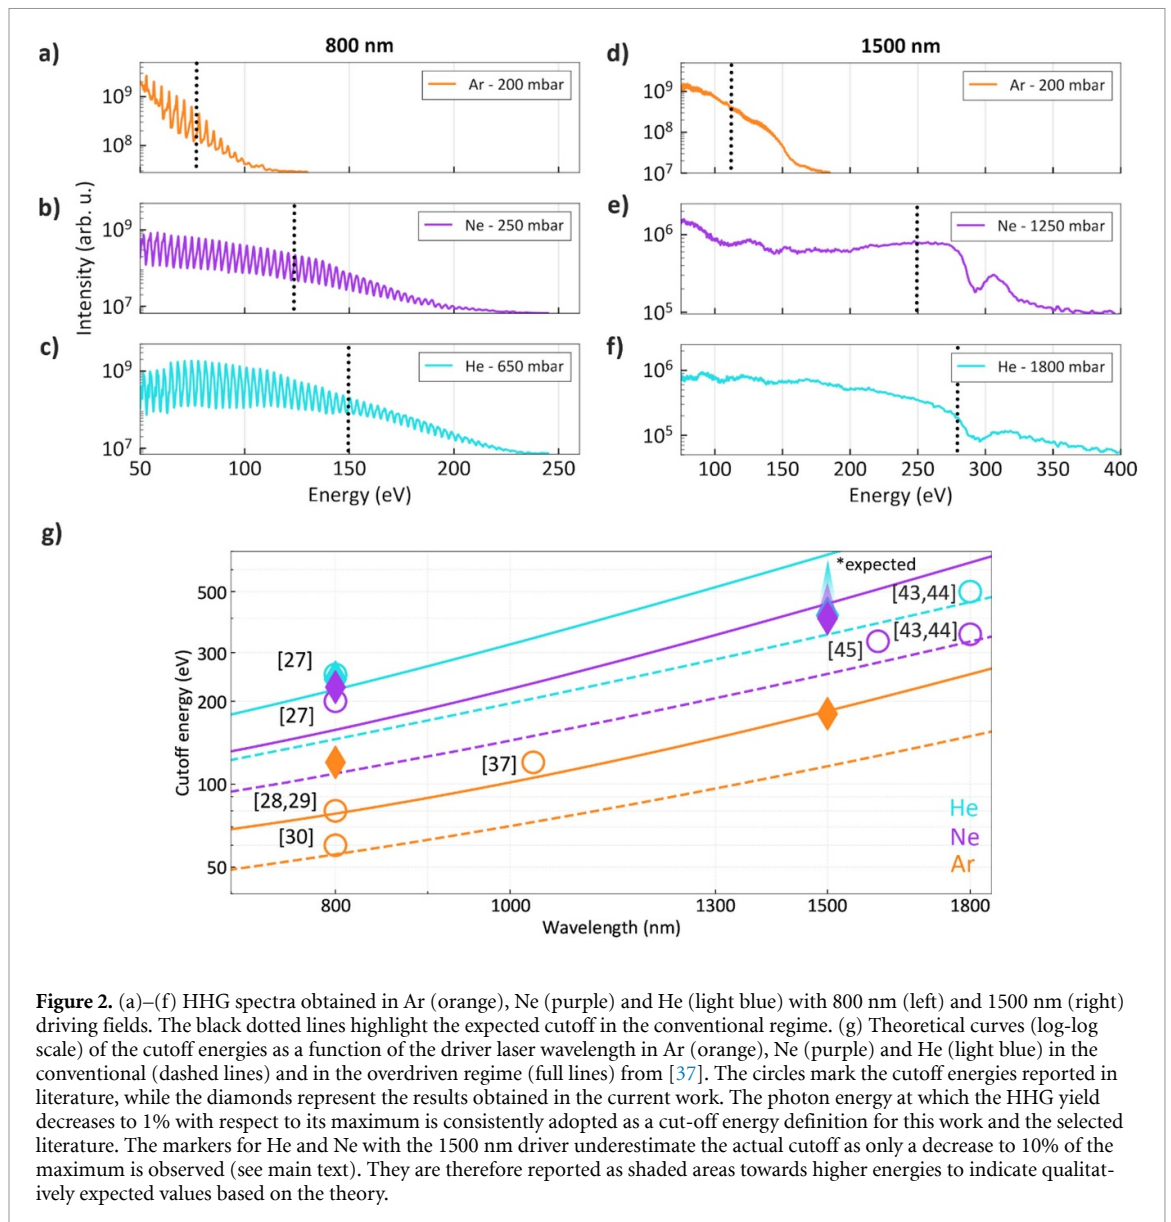 800 nm
1500 nm
a)
Ar - 200 mbar
10⁹
10⁸
b)
Ne - 250 mbar
10⁹
10⁷
Intensity (arb. u.)
c)
He - 650 mbar
10⁹
10⁷
50
100
150
200
250
Energy (eV)
d)
Ar - 200 mbar
10⁹
10⁸
10⁷
e)
Ne - 1250 mbar
10⁶
10⁵
f)
He - 1800 mbar
10⁶
10⁵
100
150
200
250
300
350
400
Energy (eV)
g)
*expected
[43,44]
[43,44]
[45]
[27]
[27]
[37]
[28,29]
[30]
He
Ne
Ar
500
300
200
100
50
Cutoff energy (eV)
800
1000
1300
1500
1800
Wavelength (nm)
Figure 2. (a)–(f) HHG spectra obtained in Ar (orange), Ne (purple) and He (light blue) with 800 nm (left) and 1500 nm (right)
driving fields. The black dotted lines highlight the expected cutoff in the conventional regime. (g) Theoretical curves (log-log
scale) of the cutoff energies as a function of the driver laser wavelength in Ar (orange), Ne (purple) and He (light blue) in the
conventional (dashed lines) and in the overdriven regime (full lines) from [37]. The circles mark the cutoff energies reported in
literature, while the diamonds represent the results obtained in the current work. The photon energy at which the HHG yield
decreases to 1% with respect to its maximum is consistently adopted as a cut-off energy definition for this work and the selected
literature. The markers for He and Ne with the 1500 nm driver underestimate the actual cutoff as only a decrease to 10% of the
maximum is observed (see main text). They are therefore reported as shaded areas towards higher energies to indicate qualitat-
ively expected values based on the theory.